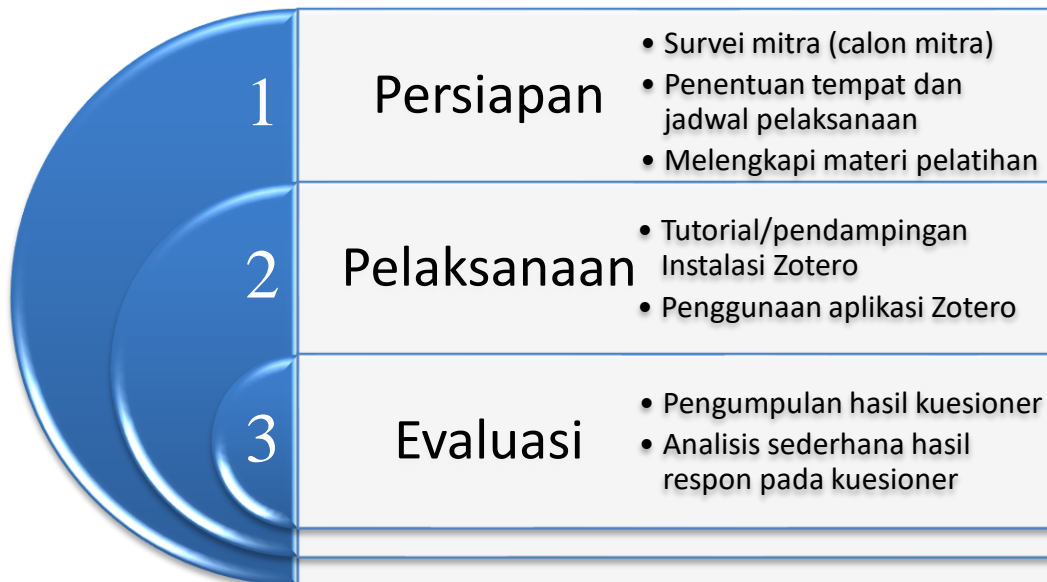 1
Persiapan
• Survei mitra (calon mitra)
• Penentuan tempat dan
jadwal pelaksanaan
• Melengkapi materi pelatihan
2
Pelaksanaan
• Tutorial/pendampingan
Instalasi Zotero
• Penggunaan aplikasi Zotero
3
Evaluasi
• Pengumpulan hasil kuesioner
• Analisis sederhana hasil
respon pada kuesioner